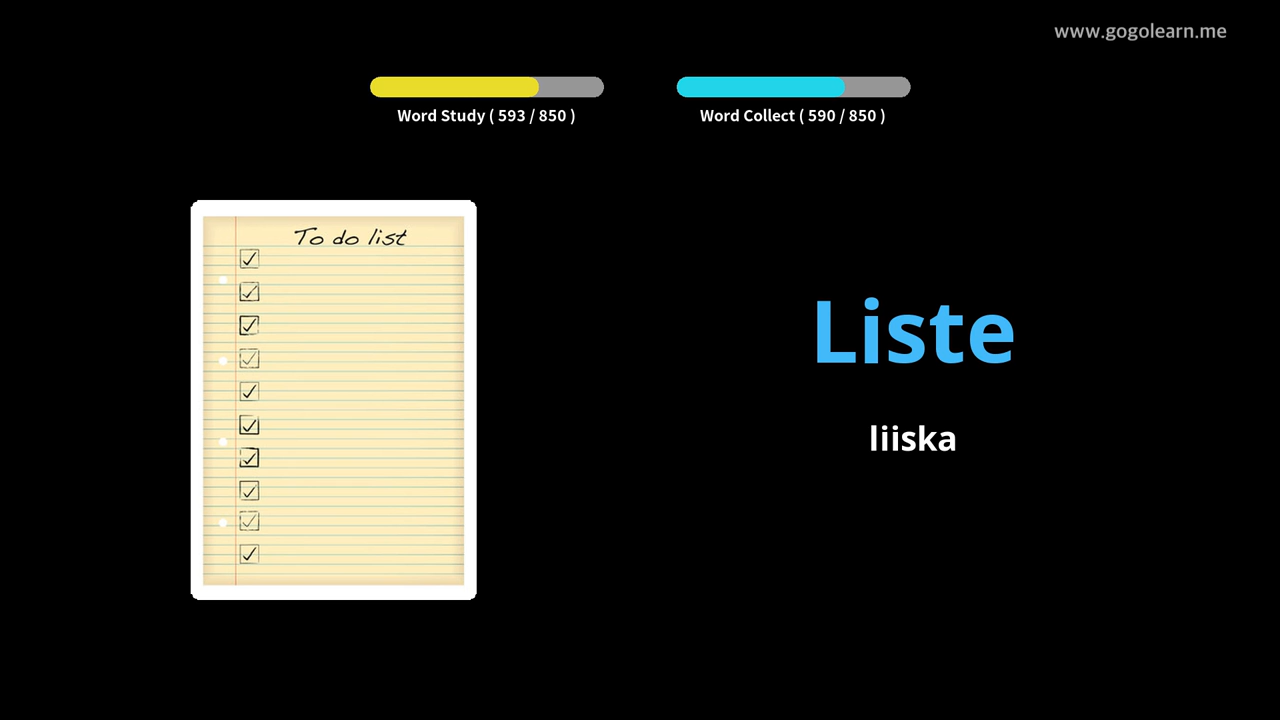 www.gogolearn.me
Word Study ( 593 / 850 )
Word Collect ( 590 / 850 )
To do list
Liste
liiska